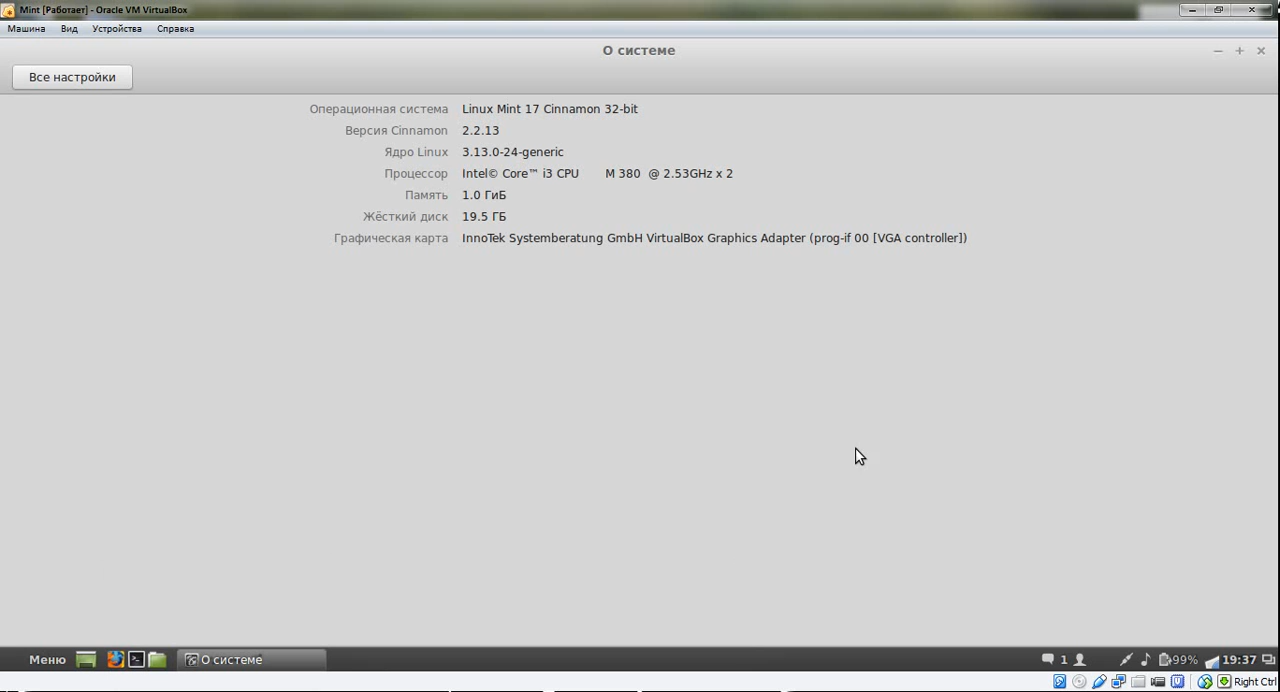 Mint [Работает] - Oracle VM VirtualBox
Машина Вид Устройства Справка
О системе
Все настройки
Операционная система Linux Mint 17 Cinnamon 32-bit
Версия Cinnamon 2.2.13
Ядро Linux 3.13.0-24-generic
Процессор Intel© Core™ i3 CPU M 380 @ 2.53GHz x 2
Память 1.0 ГиБ
Жёсткий диск 19.5 ГБ
Графическая карта InnoTek Systemberatung GmbH VirtualBox Graphics Adapter (prog-if 00 [VGA controller])
Меню О системе 1 99% 19:37
Right Ctrl